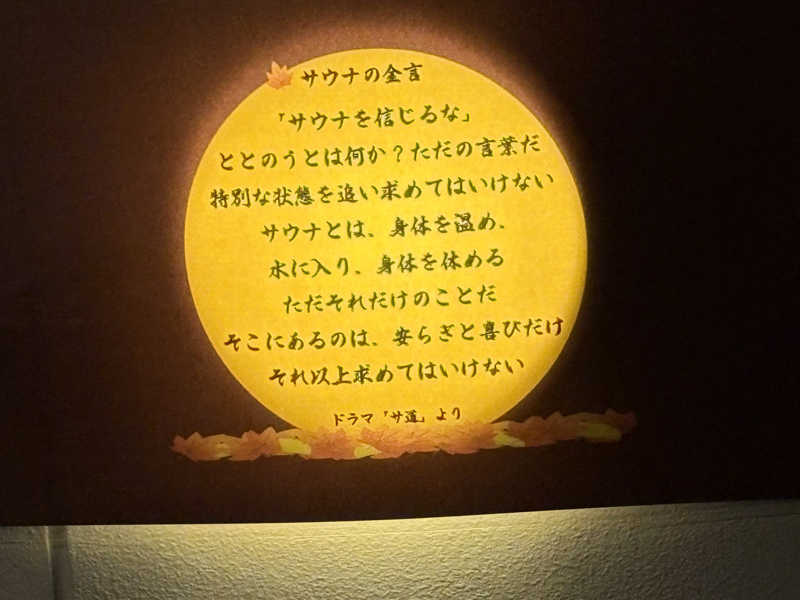 サウナの金言
「サウナを信じるな」
ととのうとは何か？ただの言葉だ
特別な状態を追い求めてはいけない
サウナとは、身体を温め、
水に入り、身体を休める
ただそれだけのことだ
そこにあるのは、安らぎと喜びだけ
それ以上求めてはいけない
ドラマ「サ道」より